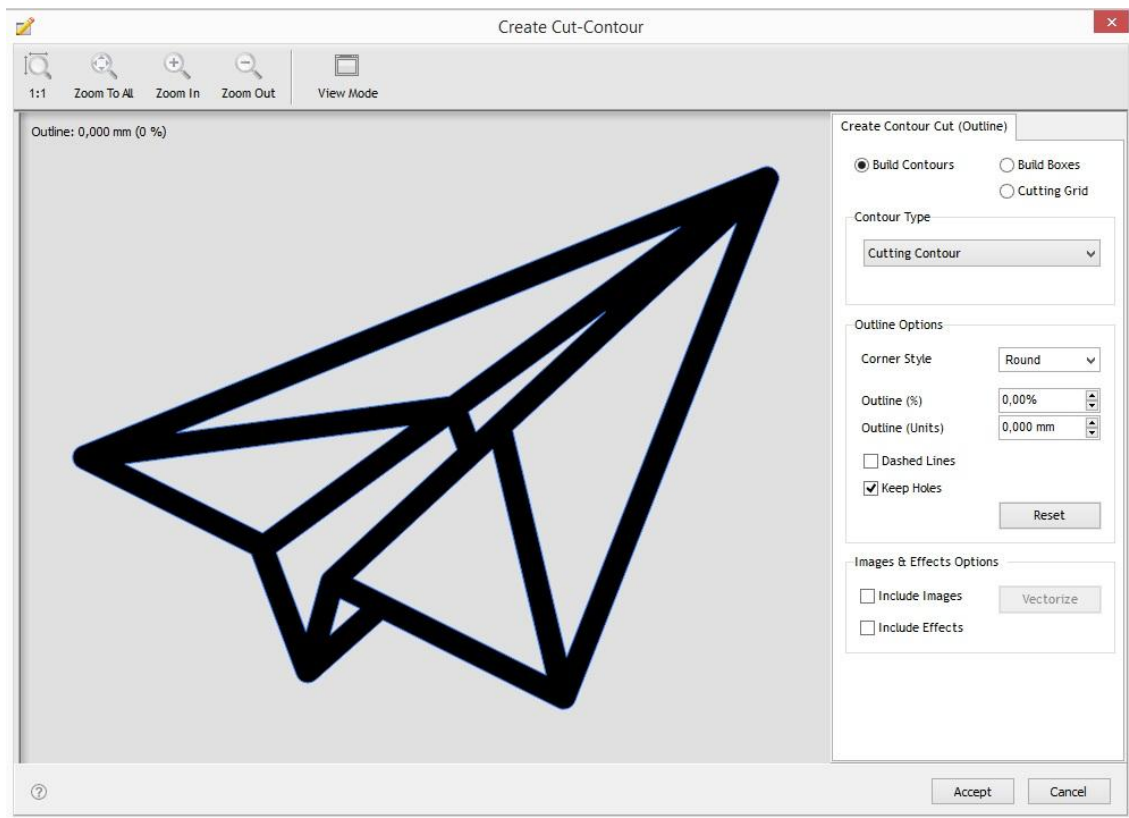 Create Cut-Contour
1:1 Zoom To All Zoom In Zoom Out View Mode
Outline: 0,000 mm (0 %)
Create Contour Cut (Outline)
Build Contours Build Boxes
Cutting Grid
Contour Type
Cutting Contour
Outline Options
Corner Style Round
Outline (%) 0,00%
Outline (Units) 0,000 mm
Dashed Lines
Keep Holes
Reset
Images & Effects Options
Include Images Vectorize
Include Effects
? Accept Cancel